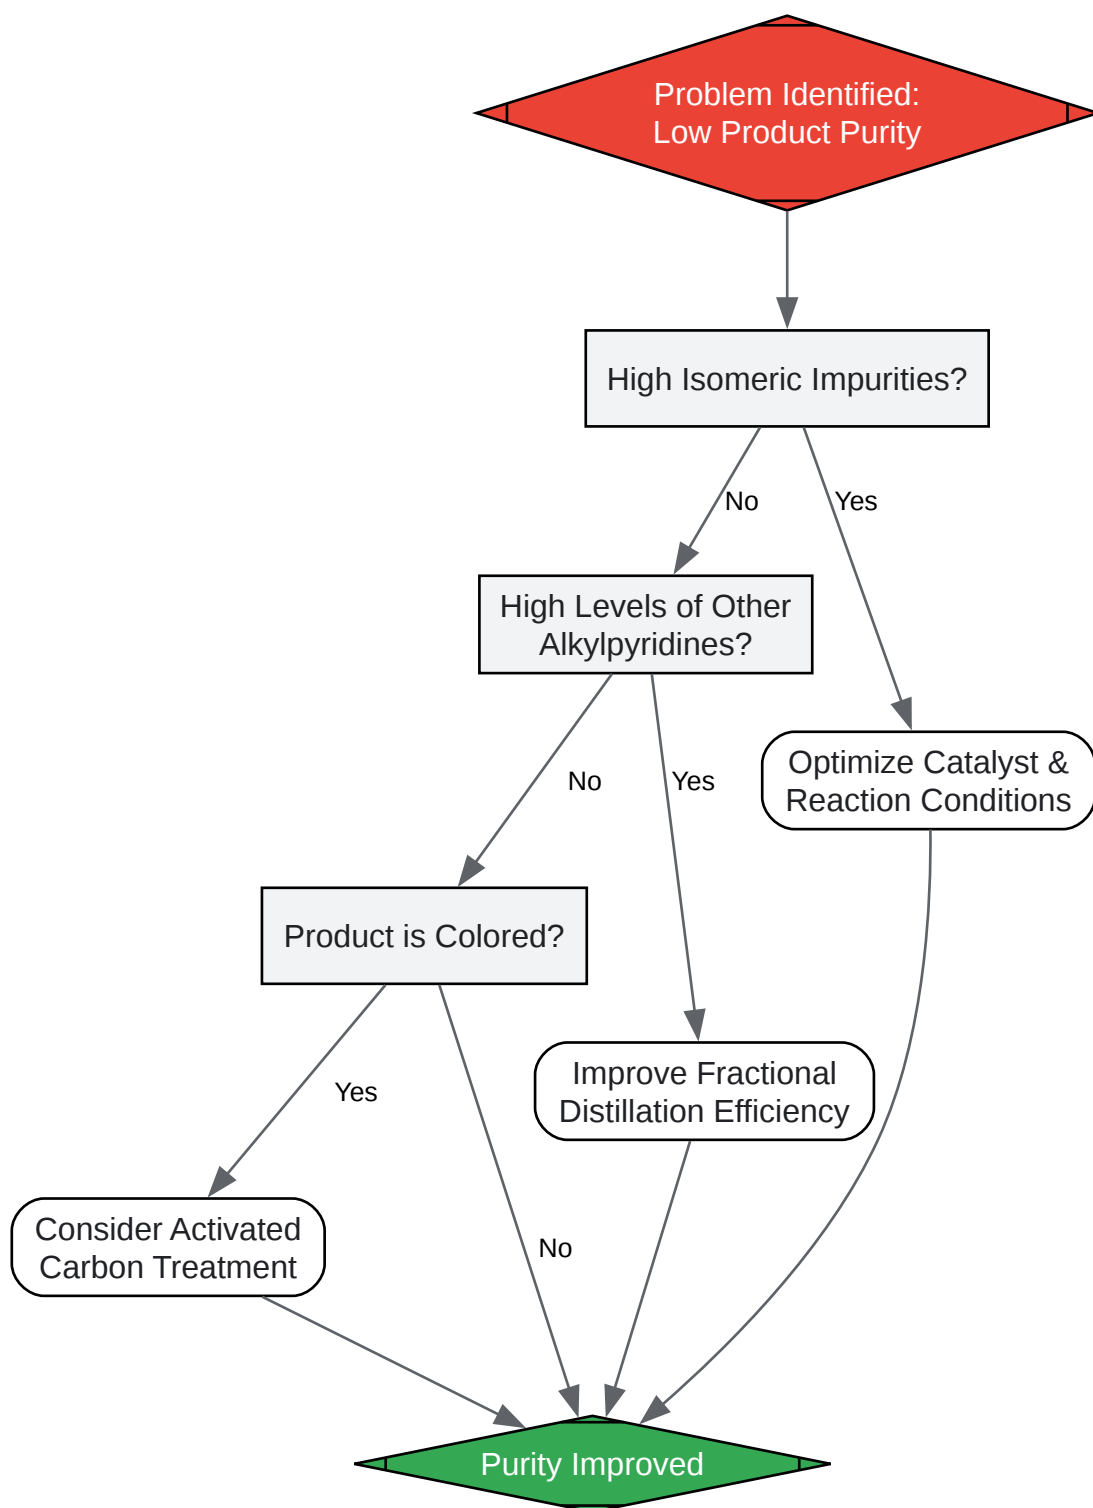 Problem Identified:
Low Product Purity
High Isomeric Impurities?
No
Yes
High Levels of Other
Alkylpyridines?
Optimize Catalyst &
Reaction Conditions
No
Yes
Product is Colored?
Improve Fractional
Distillation Efficiency
Yes
Consider Activated
Carbon Treatment
No
Purity Improved